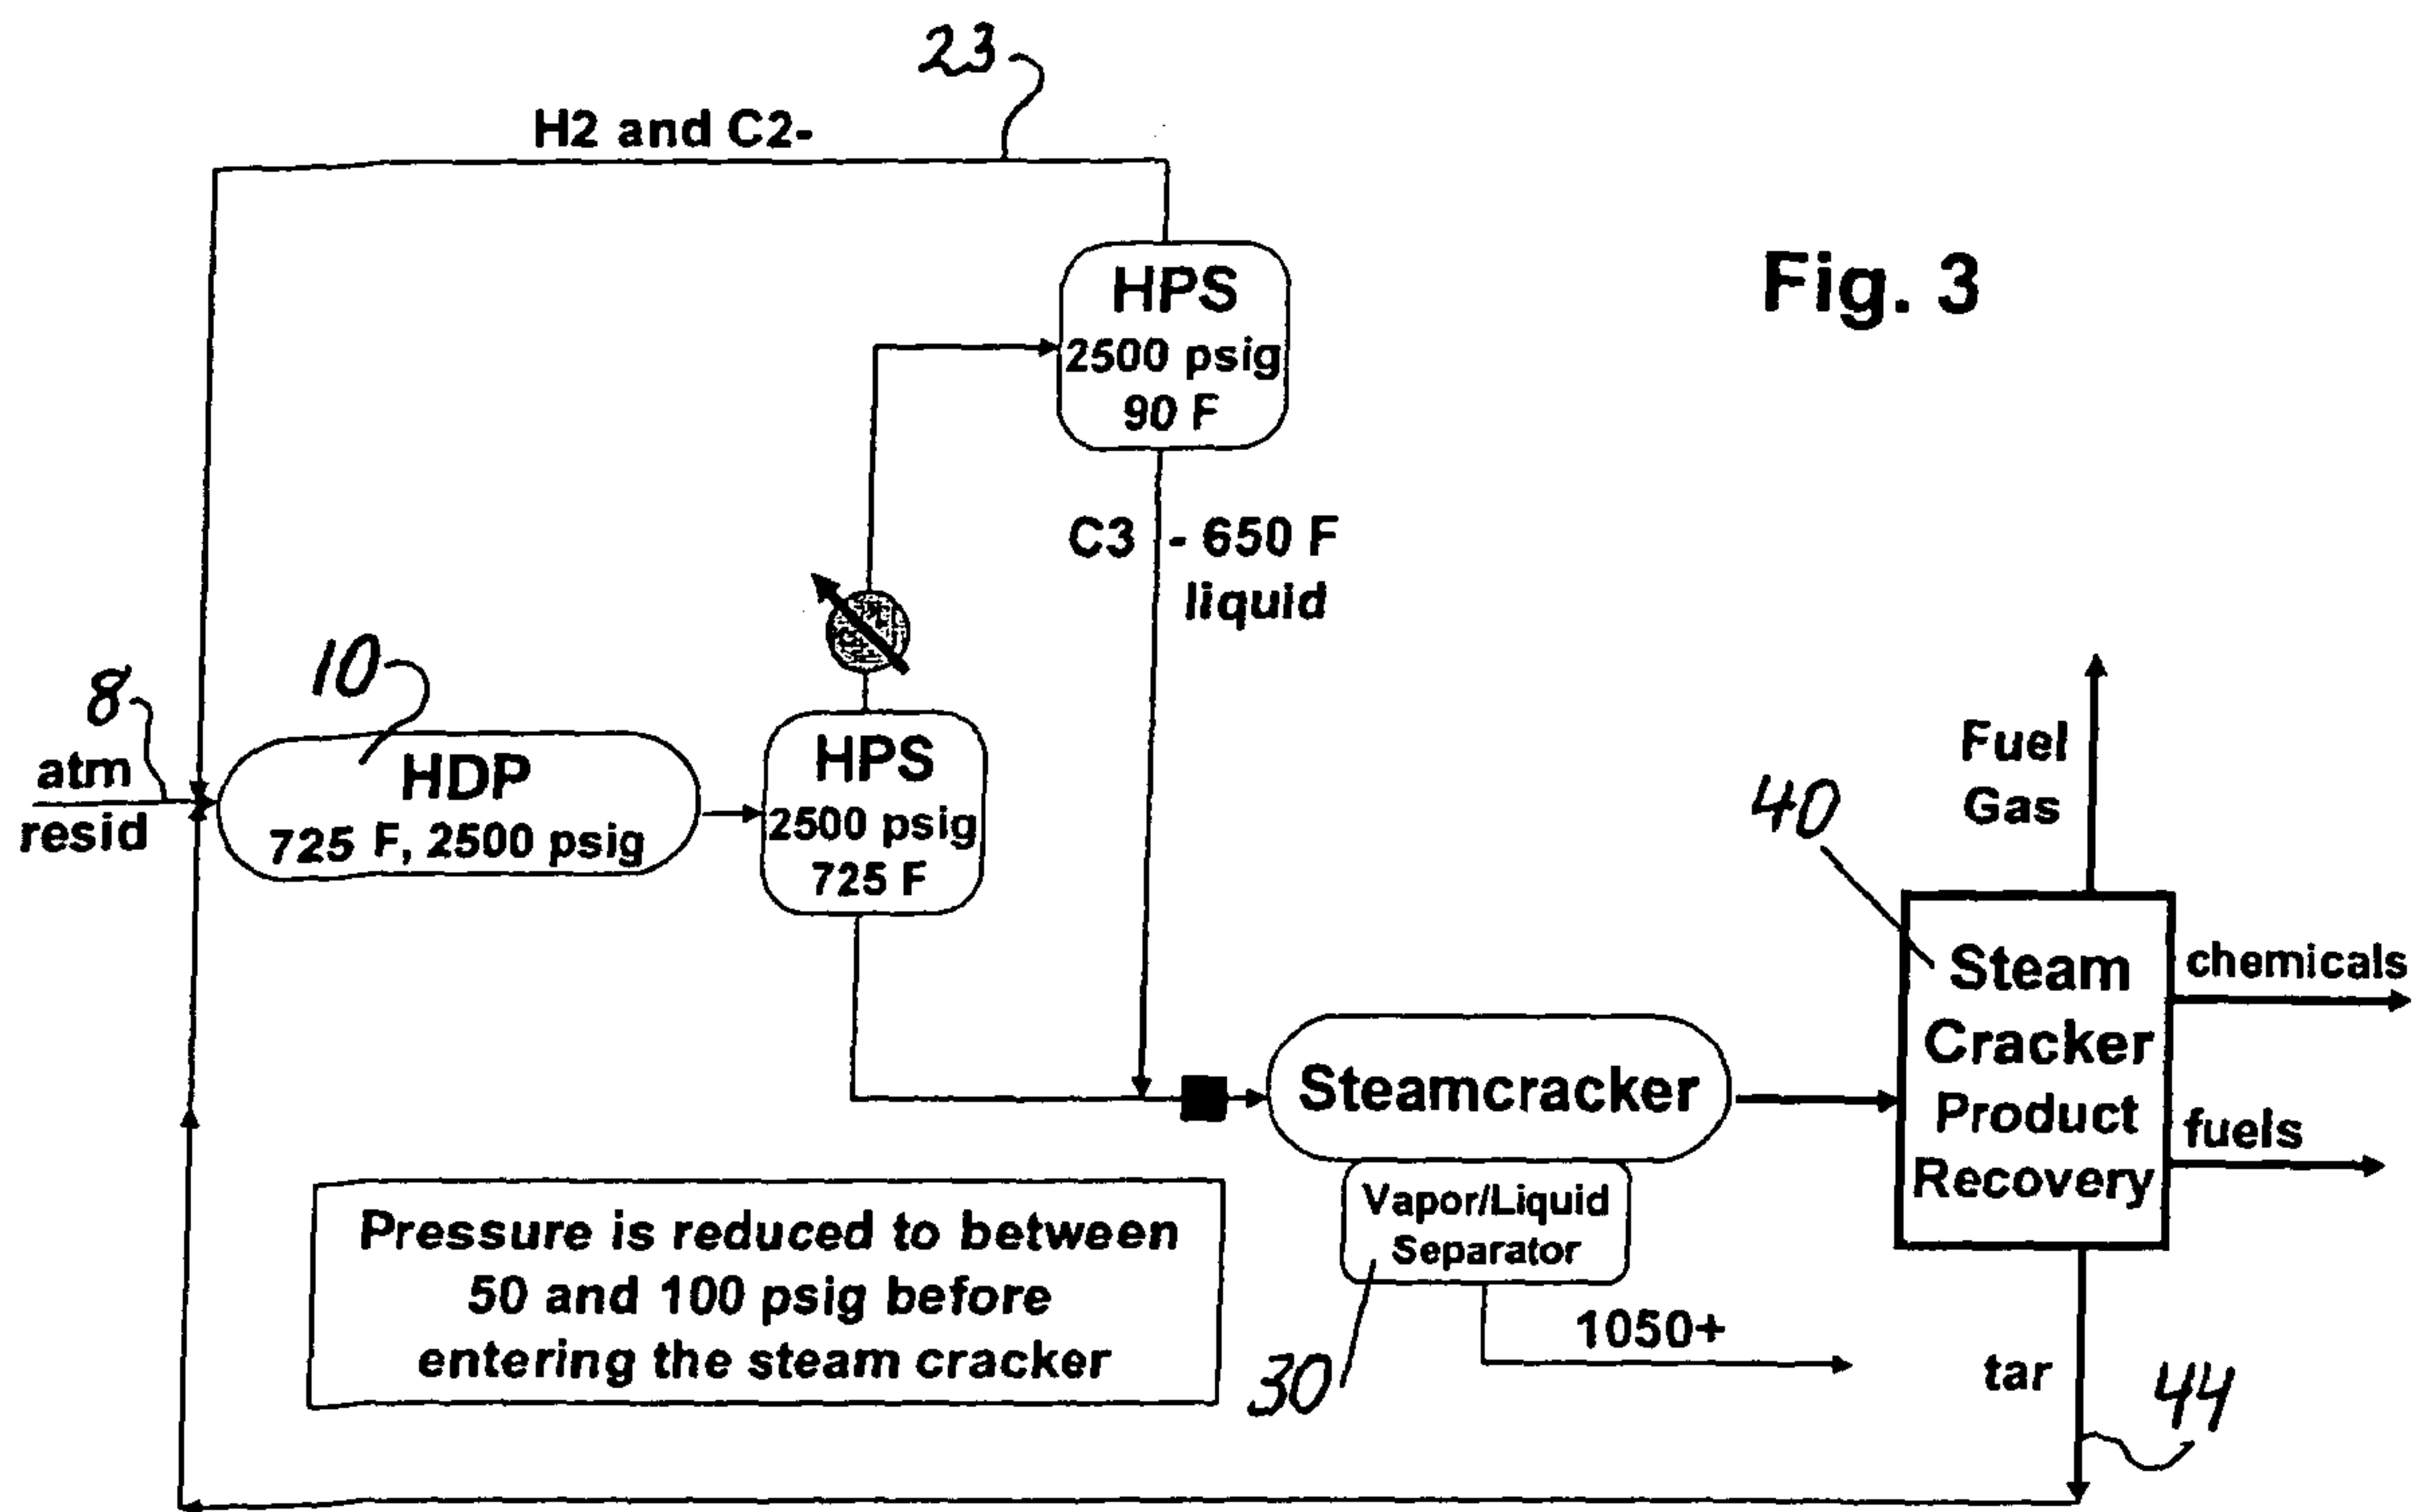 23
H2 and C2-
Fig. 3
HPS
2500 psig
90 F
C3 - 650 F
liquid
10
8
atm
resid
HDP
725 F, 2500 psig
HPS
2500 psig
725 F
Fuel
Gas
40
Steam
Cracker
Product
Recovery
chemicals
fuels
Steamcracker
Vapor/Liquid
Separator
Pressure is reduced to between
50 and 100 psig before
entering the steam cracker
1050+
30
tar
44